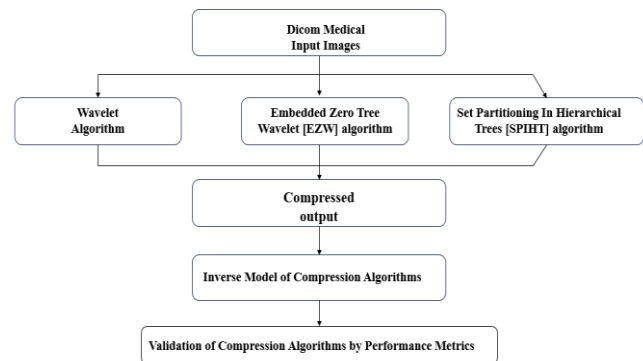 Dicom Medical
Input Images
Wavelet
Algorithm
Embedded Zero Tree
Wavelet [EZW] algorithm
Set Partitioning In Hierarchical
Trees [SPIHT] algorithm
Compressed
output
Inverse Model of Compression Algorithms
Validation of Compression Algorithms by Performance Metrics